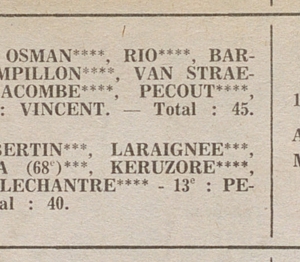 OSMAN****, RIO****, BAR-
MPILLON****, VAN STRAE-
ACOMBE****, PECOUT****,
: VINCENT. — Total : 45.
BERTIN***, LARAIGNEE***,
A (68e)***, KERUZORE****,
LECHANTRE**** - 13e : PE-
al : 40.